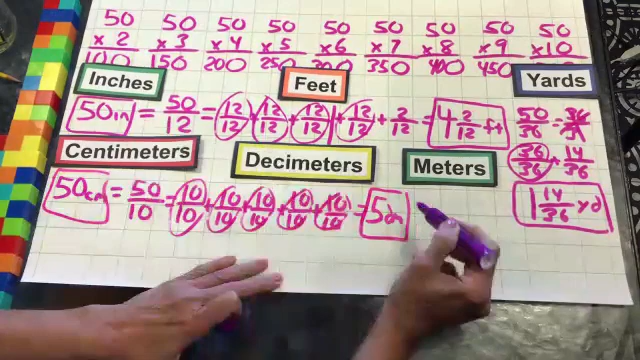 50 50 50 50 50 50 50 50 50
x 2 x 3 x 4 x 5 x 6 x 7 x 8 x 9 x 10
100 150 200 250 300 350 400 450 500
Inches Feet Yards
50in = 50/12 = 12/12 + 12/12 + 12/12 + 12/12 + 2/12 = 4 2/12 ft
50/36 = 36/36 + 14/36
1 14/36 yd
Centimeters Decimeters Meters
50cm = 50/10 = 10/10 + 10/10 + 10/10 + 10/10 + 10/10 = 5dm